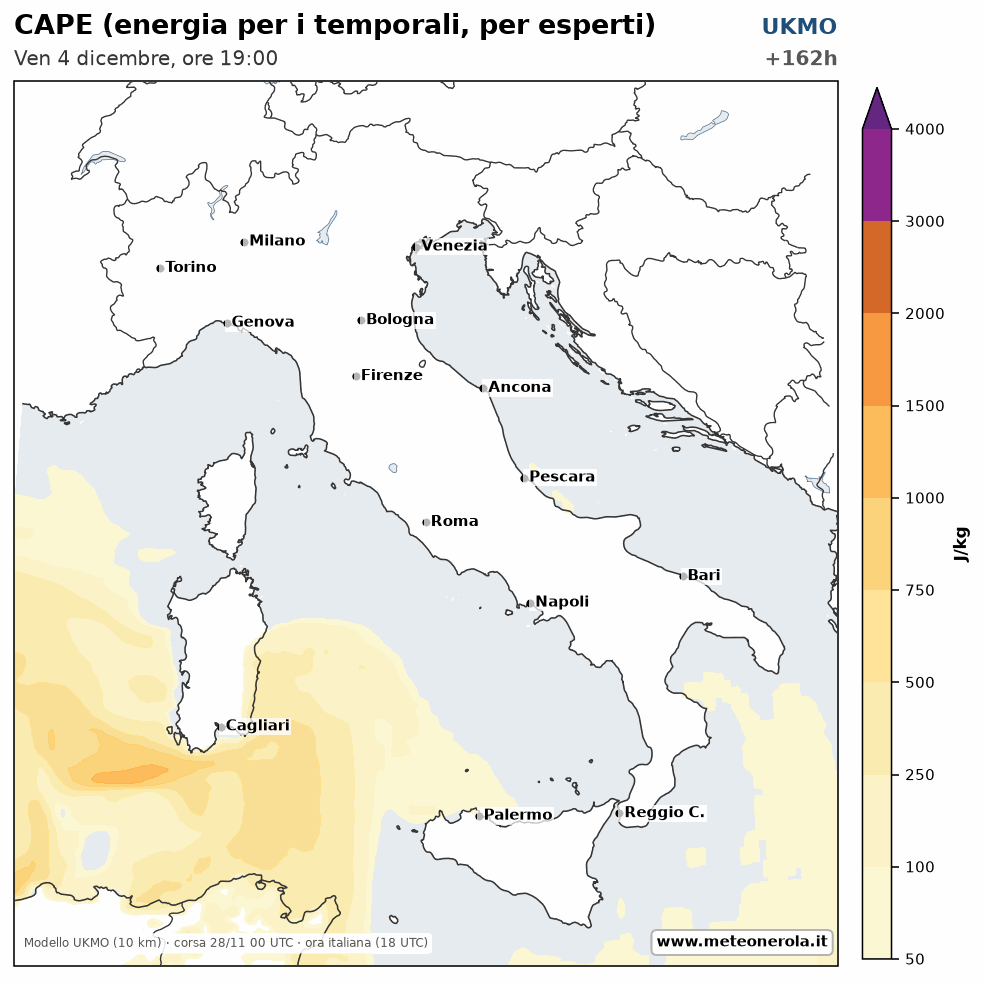 CAPE (energia per i temporali, per esperti)
UKMO
Ven 4 dicembre, ore 19:00
+162h
4000
3000
2000
1500
1000
750
500
250
100
50
J/kg
Milano
Venezia
Torino
Genova
Bologna
Firenze
Ancona
Pescara
Roma
Bari
Napoli
Cagliari
Palermo
Reggio C.
Modello UKMO (10 km) · corsa 28/11 00 UTC · ora italiana (18 UTC)
www.meteonerola.it